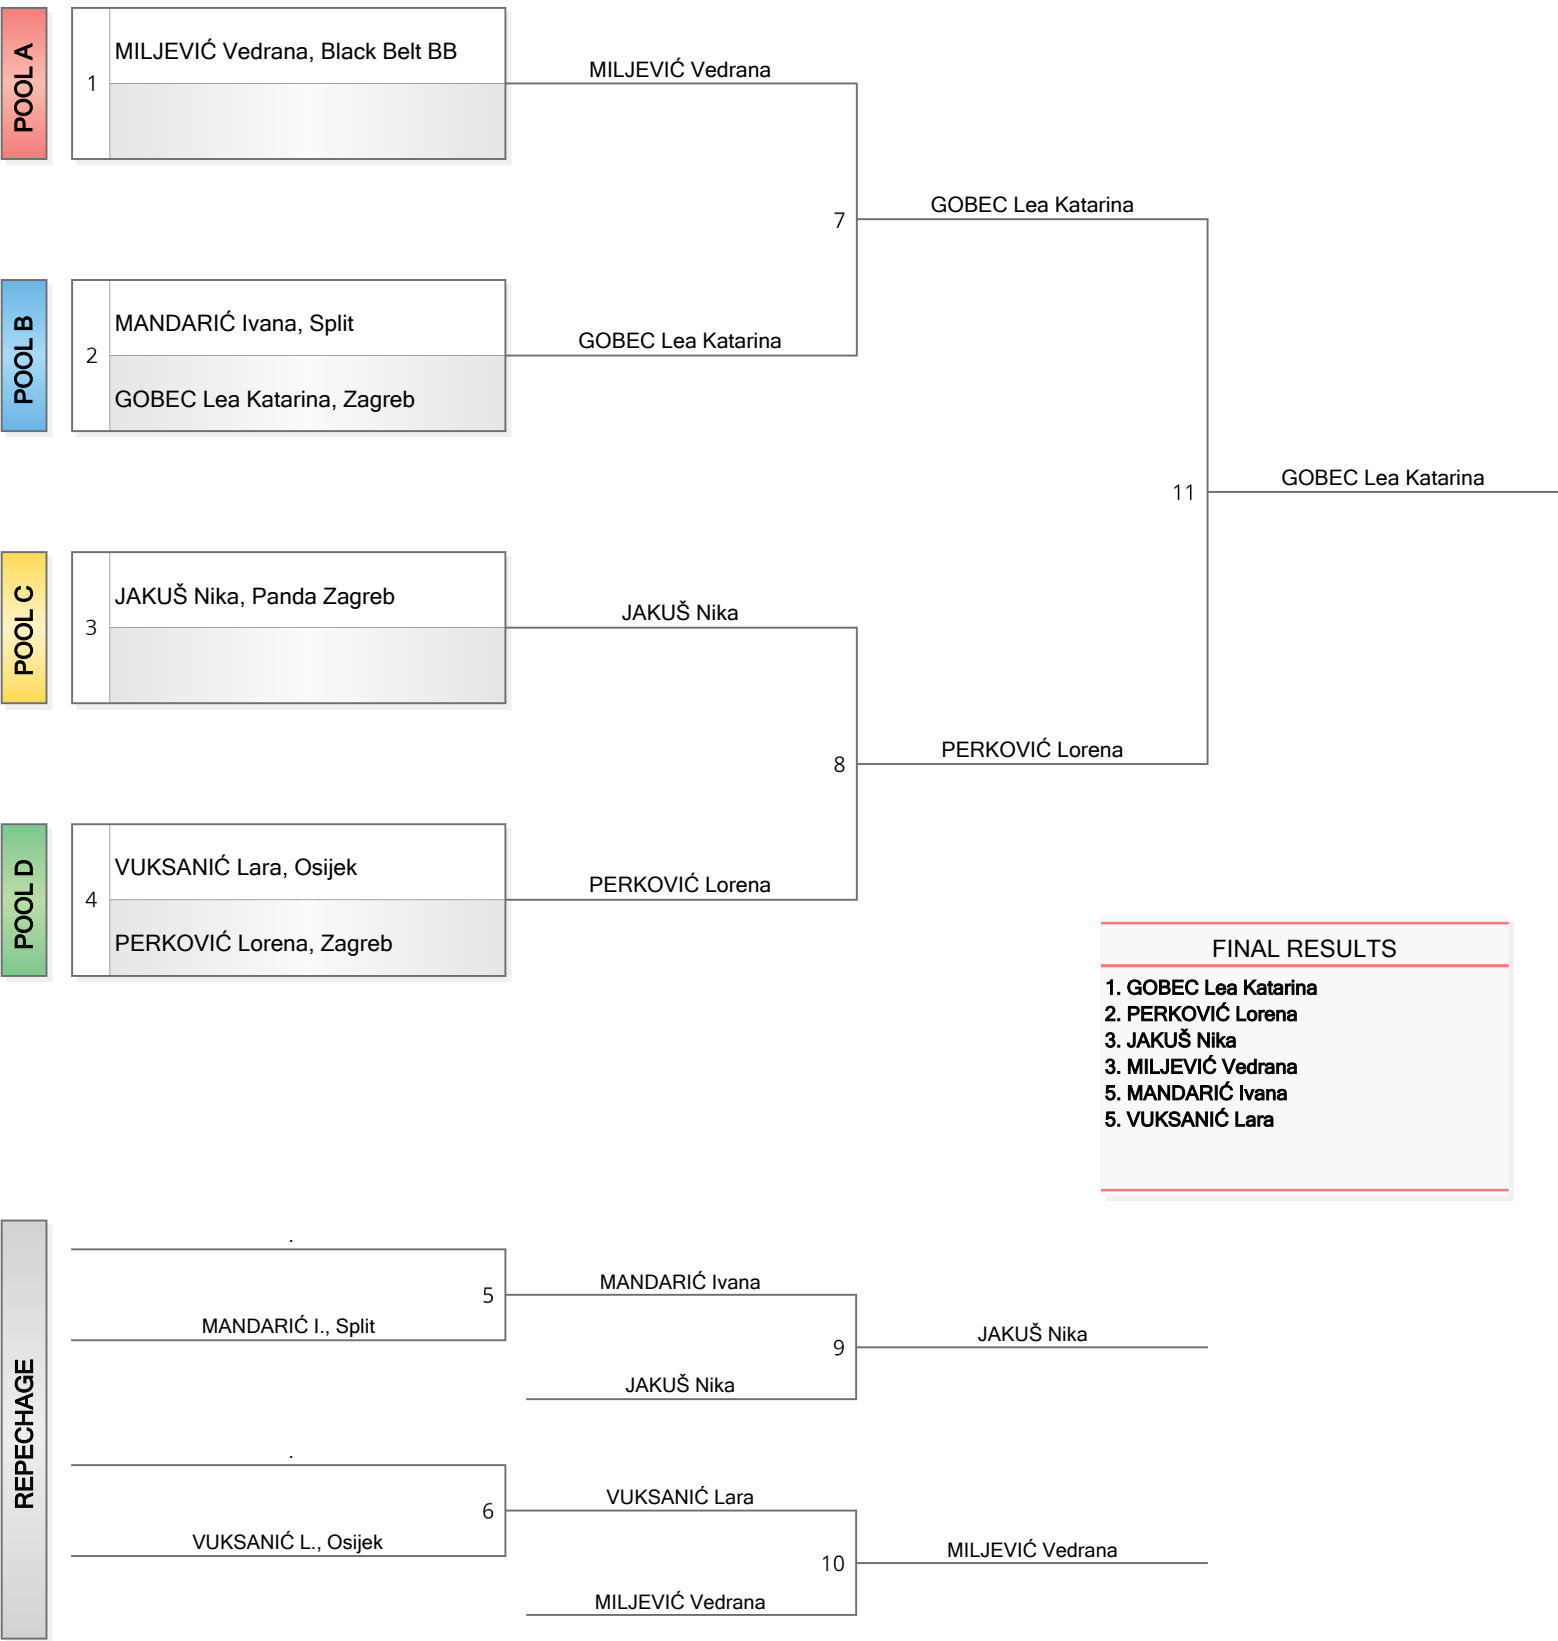 POOL A
1
MILJEVIĆ Vedrana, Black Belt BB
MILJEVIĆ Vedrana
7
GOBEC Lea Katarina
POOL B
2
MANDARIĆ Ivana, Split
GOBEC Lea Katarina, Zagreb
GOBEC Lea Katarina
11
GOBEC Lea Katarina
POOL C
3
JAKUŠ Nika, Panda Zagreb
JAKUŠ Nika
8
PERKOVIĆ Lorena
POOL D
4
VUKSANIĆ Lara, Osijek
PERKOVIĆ Lorena, Zagreb
PERKOVIĆ Lorena
FINAL RESULTS
1. GOBEC Lea Katarina
2. PERKOVIĆ Lorena
3. JAKUŠ Nika
3. MILJEVIĆ Vedrana
5. MANDARIĆ Ivana
5. VUKSANIĆ Lara
REPECHAGE
.
5
MANDARIĆ I., Split
MANDARIĆ Ivana
9
JAKUŠ Nika
JAKUŠ Nika
.
6
VUKSANIĆ L., Osijek
VUKSANIĆ Lara
10
MILJEVIĆ Vedrana
MILJEVIĆ Vedrana